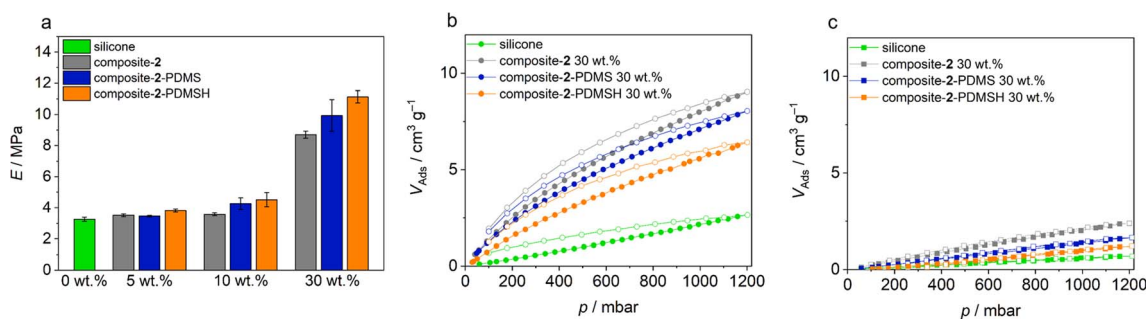 a
E / MPa
14
12
10
8
6
4
2
0
silicone
composite-2
composite-2-PDMS
composite-2-PDMSH
0 wt.% 5 wt.% 10 wt.% 30 wt.%
b
V_Ads / cm³ g⁻¹
10
5
0
silicone
composite-2 30 wt.%
composite-2-PDMS 30 wt.%
composite-2-PDMSH 30 wt.%
0 200 400 600 800 1000 1200
p / mbar
c
V_Ads / cm³ g⁻¹
10
5
0
silicone
composite-2 30 wt.%
composite-2-PDMS 30 wt.%
composite-2-PDMSH 30 wt.%
0 200 400 600 800 1000 1200
p / mbar